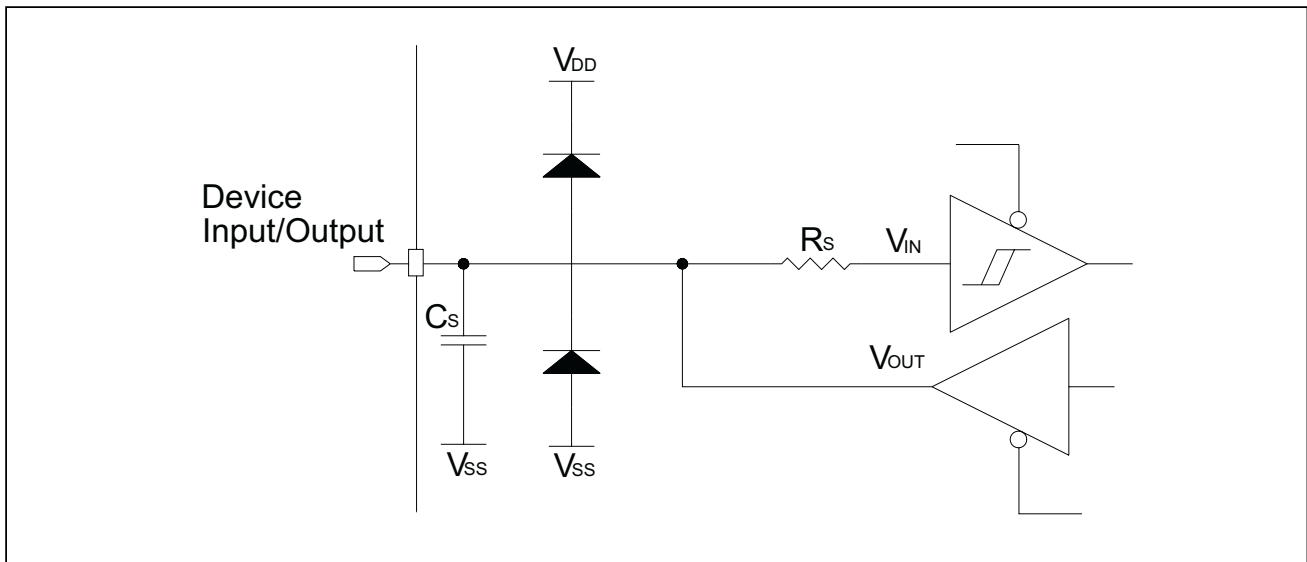 VDD
Device
Input/Output
RS
VIN
CS
VOUT
VSS
VSS